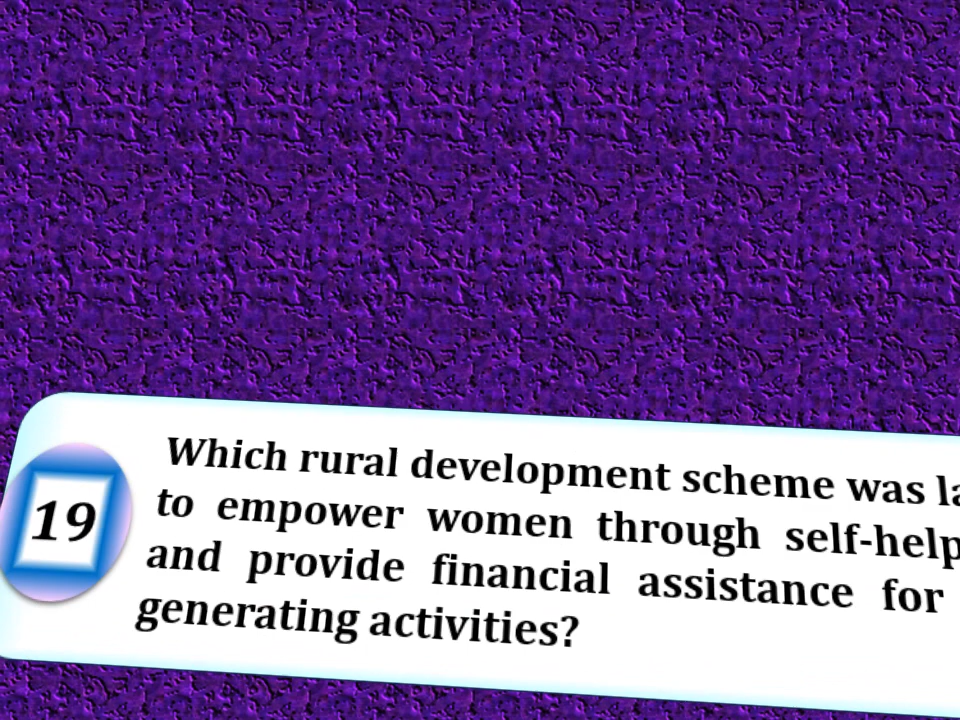 19
Which rural development scheme was
to empower women through self-help
and provide financial assistance for
generating activities?